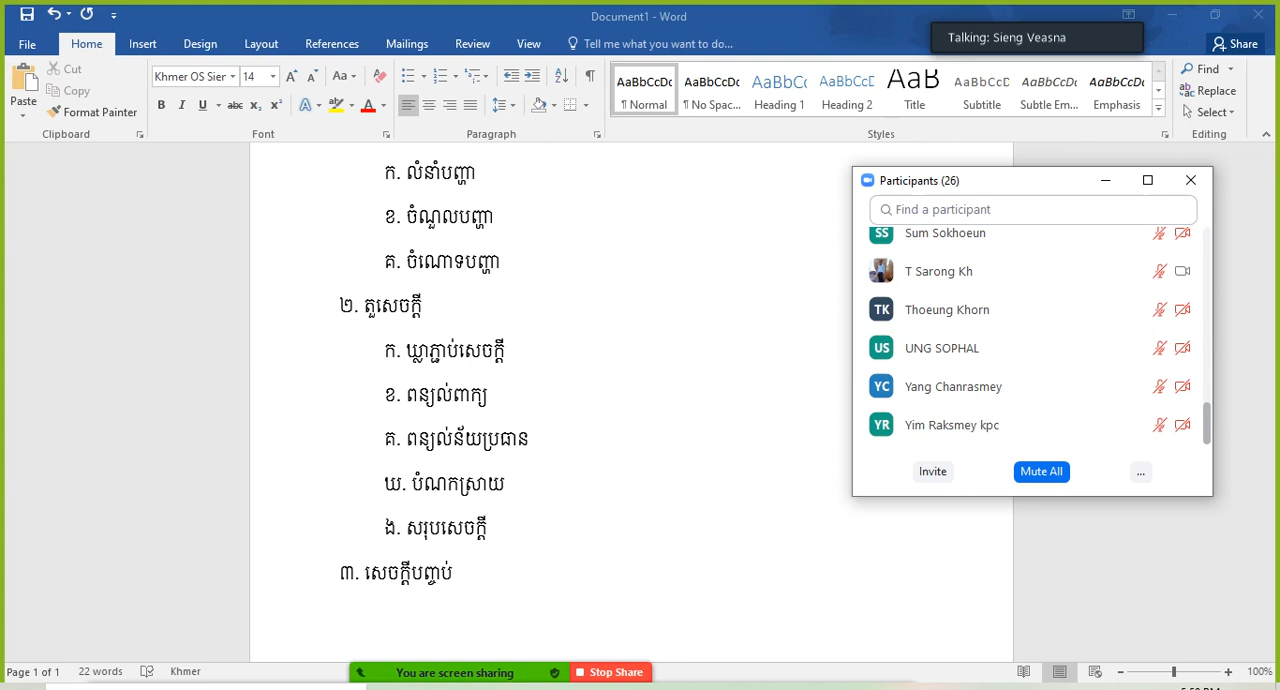 Document1 - Word
Talking: Sieng Veasna
File Home Insert Design Layout References Mailings Review View Tell me what you want to do... Share
Paste
Cut
Copy
Format Painter
Khmer OS Sier 14
AaBbCcDc AaBbCcDc AaBbCc AaBbCcD AaB AaBbCcD AaBbCcDc AaBbCcDc
¶ Normal ¶ No Spac... Heading 1 Heading 2 Title Subtitle Subtle Em... Emphasis
Find
Replace
Select
Clipboard Font Paragraph Styles Editing
ក. លំនាំបញ្ហា
ខ. ចំណួលបញ្ហា
គ. ចំណោទបញ្ហា
២. តួសេចក្តី
ក. ឃ្លាភ្ជាប់សេចក្តី
ខ. ពន្យល់ពាក្យ
គ. ពន្យល់ន័យប្រធាន
ឃ. បំណកស្រាយ
ង. សរុបសេចក្តី
៣. សេចក្តីបញ្ចប់
Participants (26)
Find a participant
SS Sum Sokhoeun
T Sarong Kh
TK Thoeung Khorn
US UNG SOPHAL
YC Yang Chanrasmey
YR Yim Raksmey kpc
Invite Mute All ...
Page 1 of 1 22 words Khmer
You are screen sharing Stop Share
100%